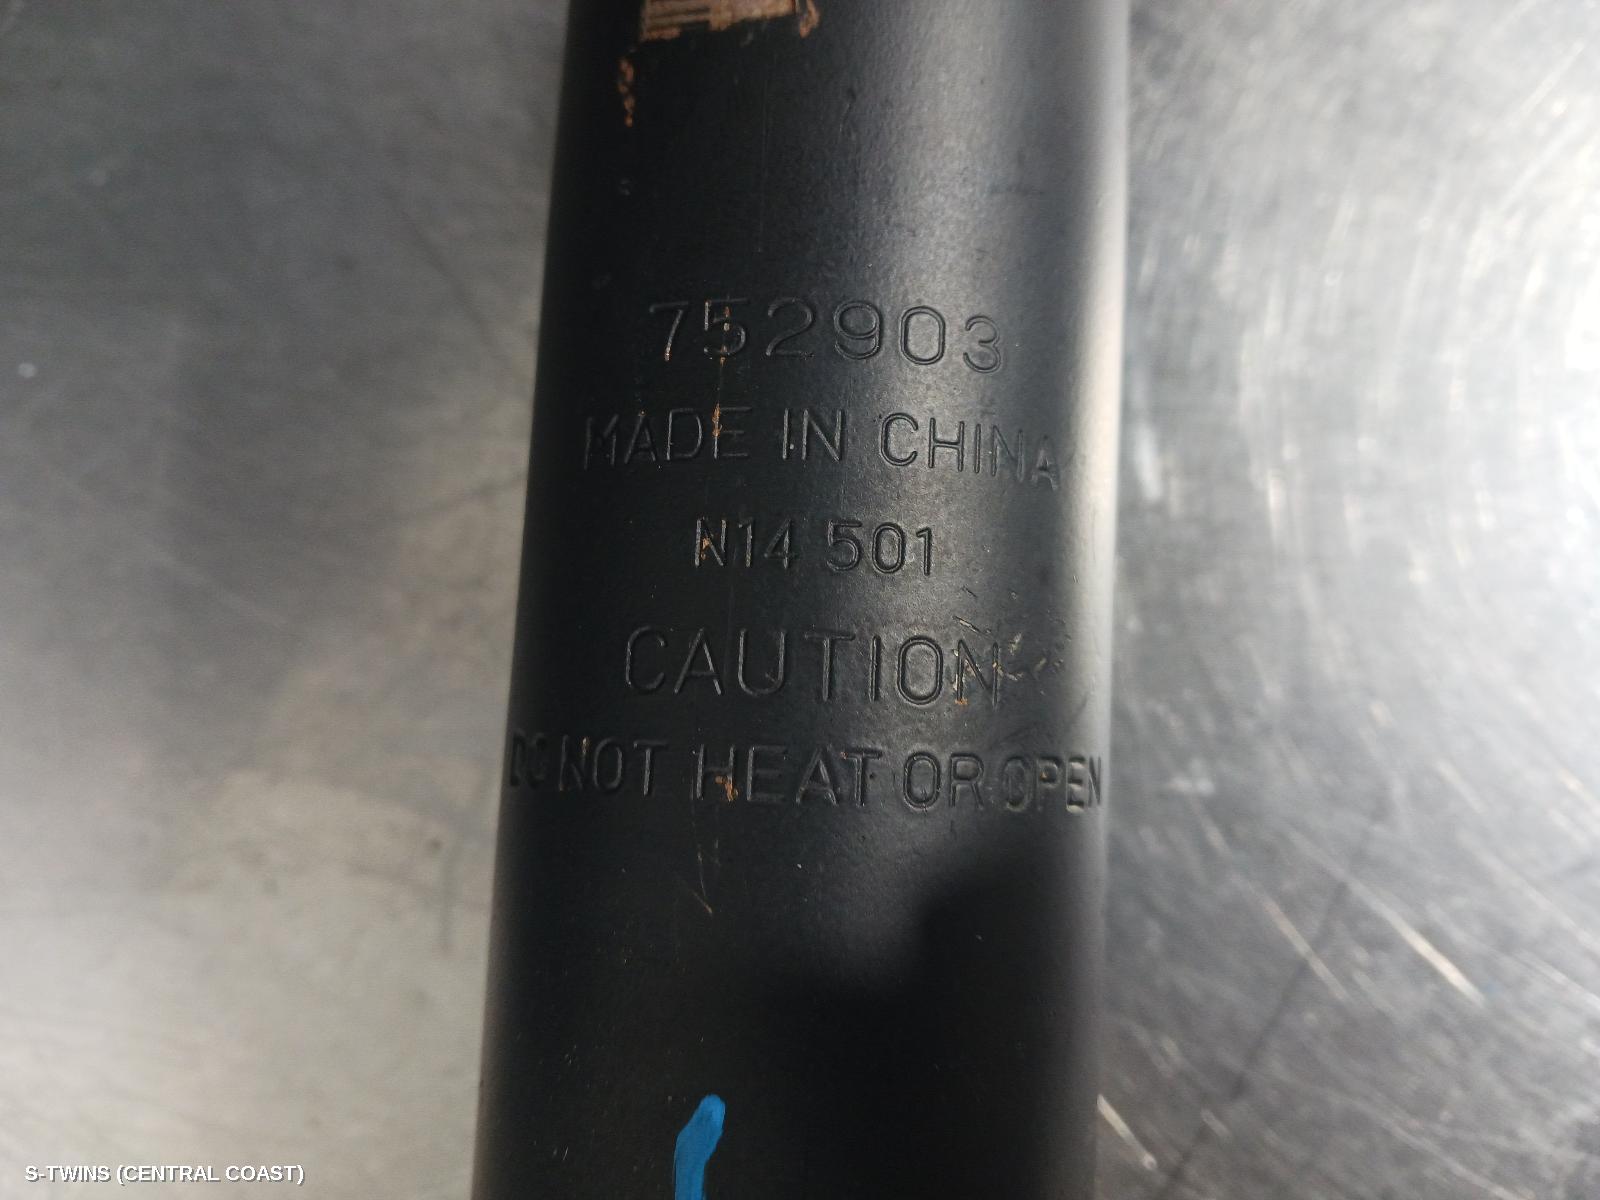 752903
MADE IN CHINA
N14 501
CAUTION
DO NOT HEAT OR OPEN
S-TWINS (CENTRAL COAST)